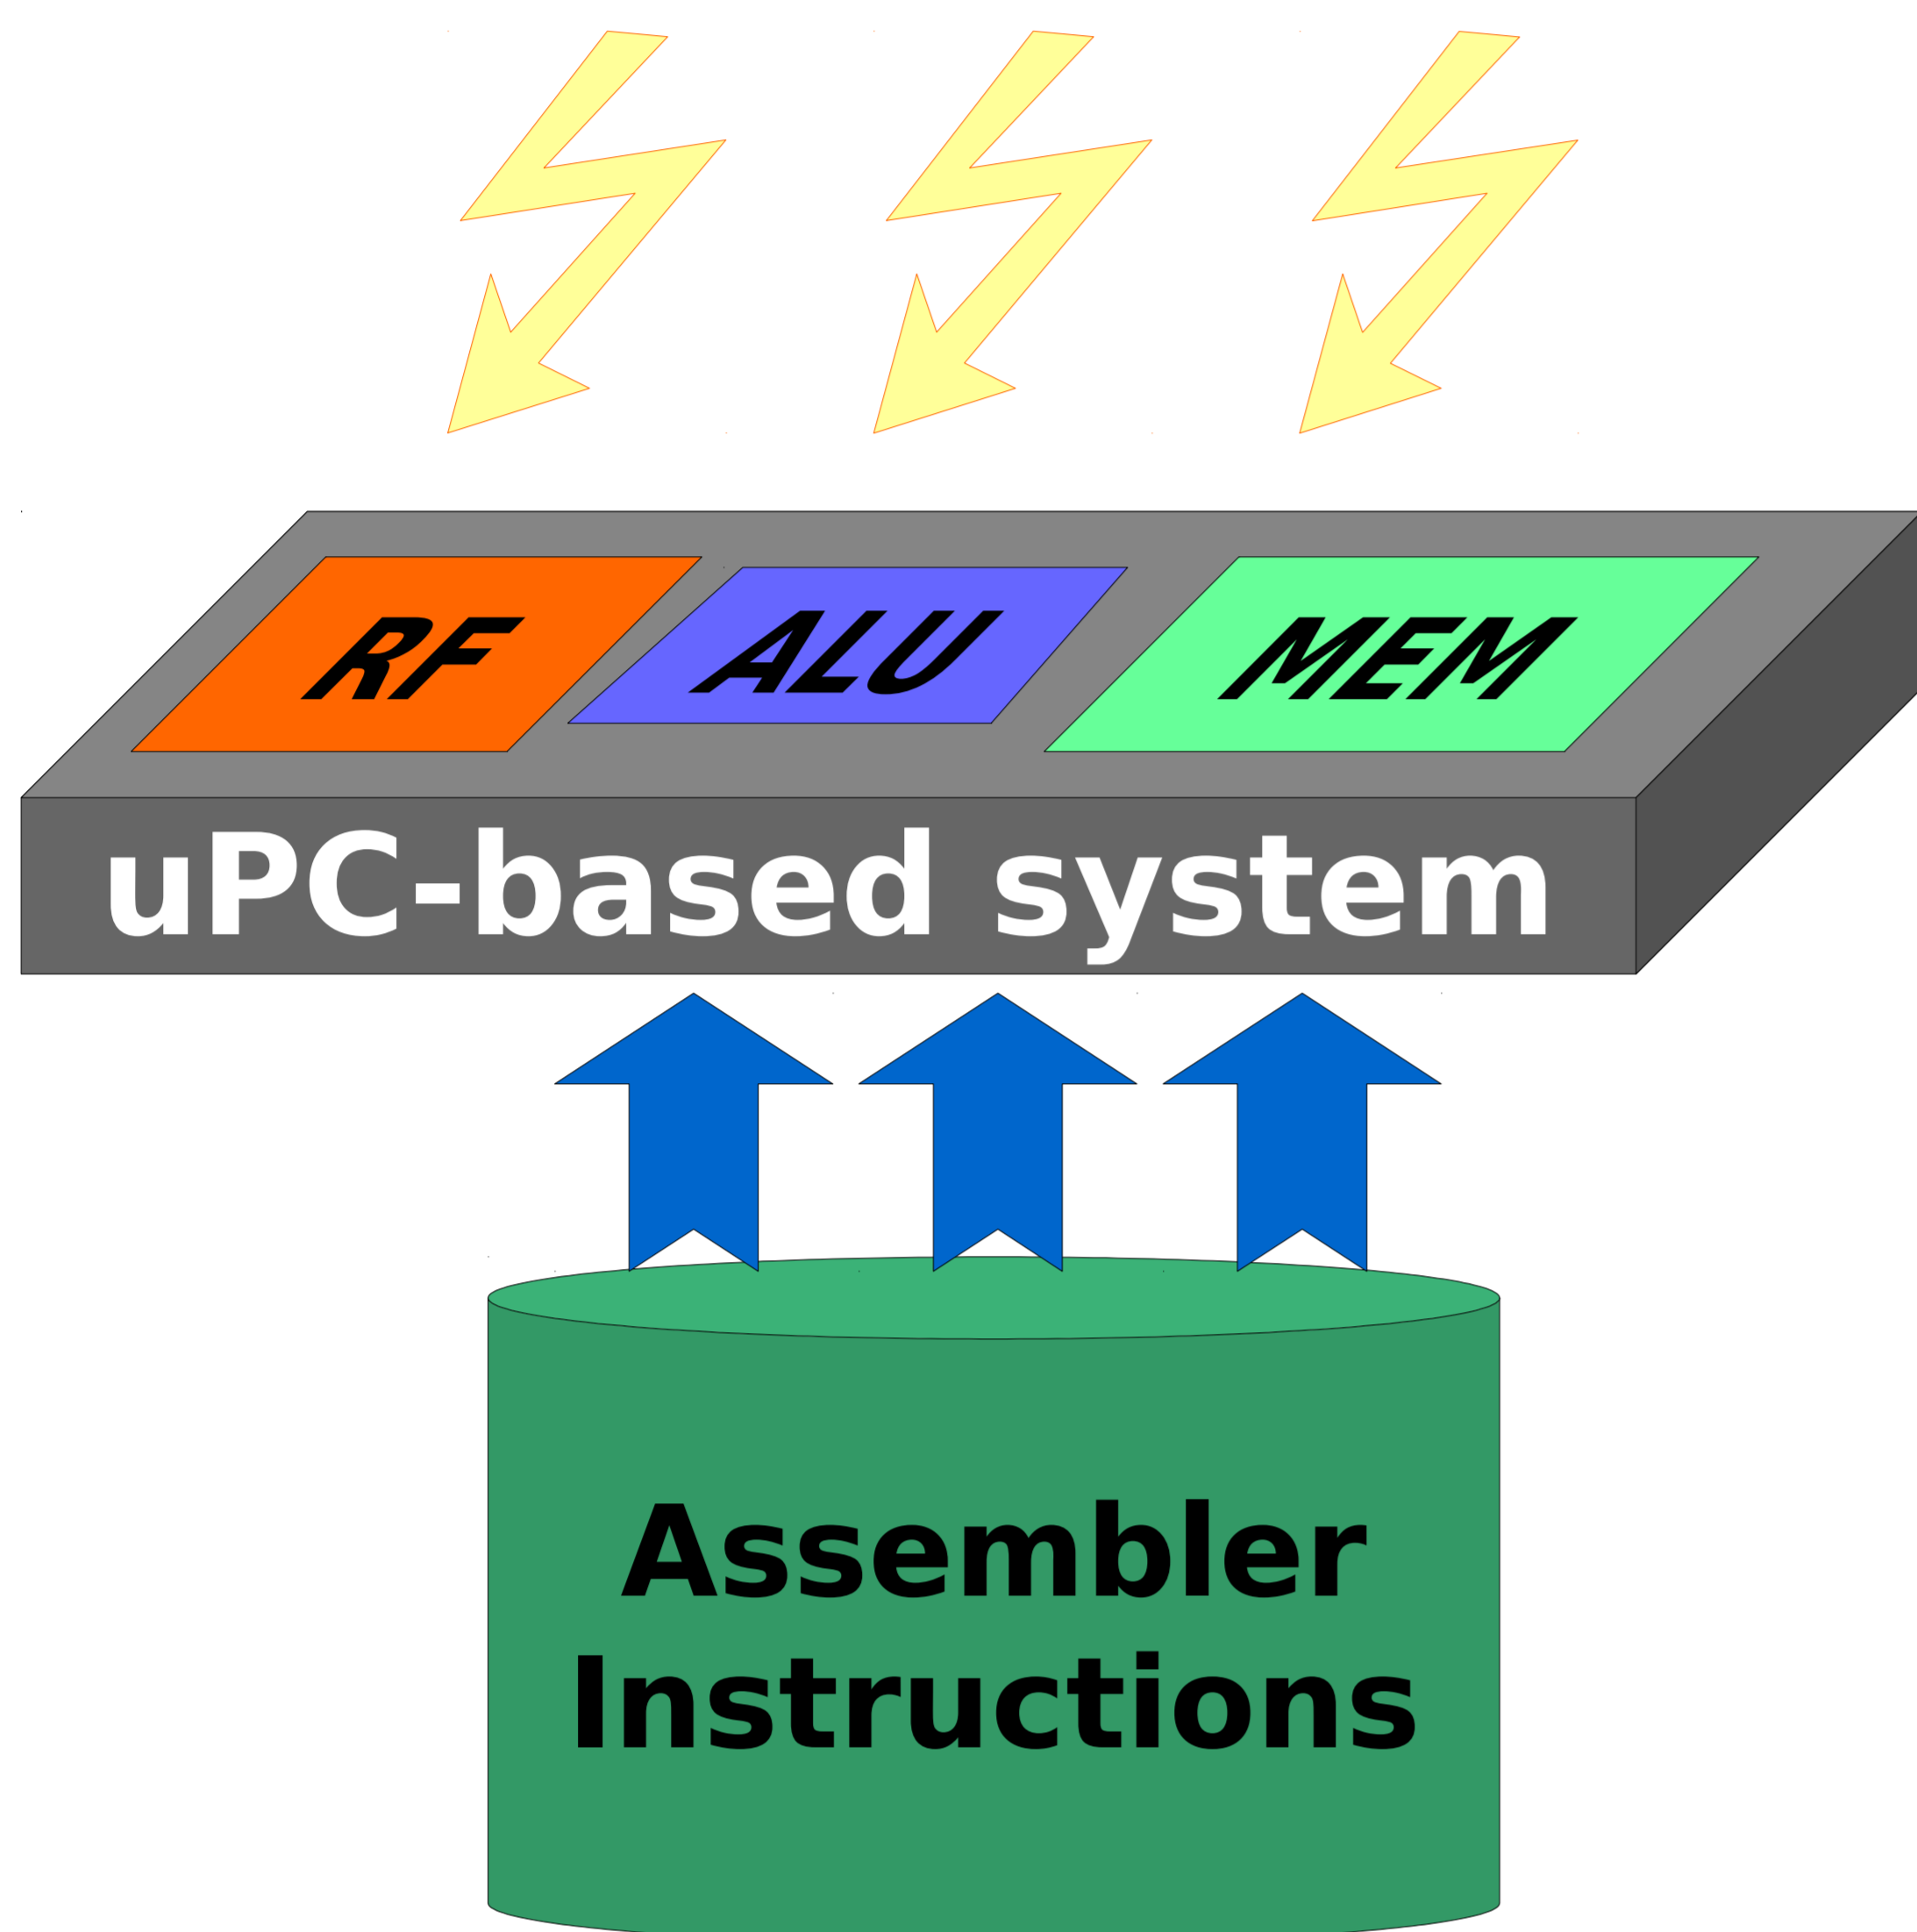 RF
ALU
MEM
uPC-based system
Assembler
Instructions